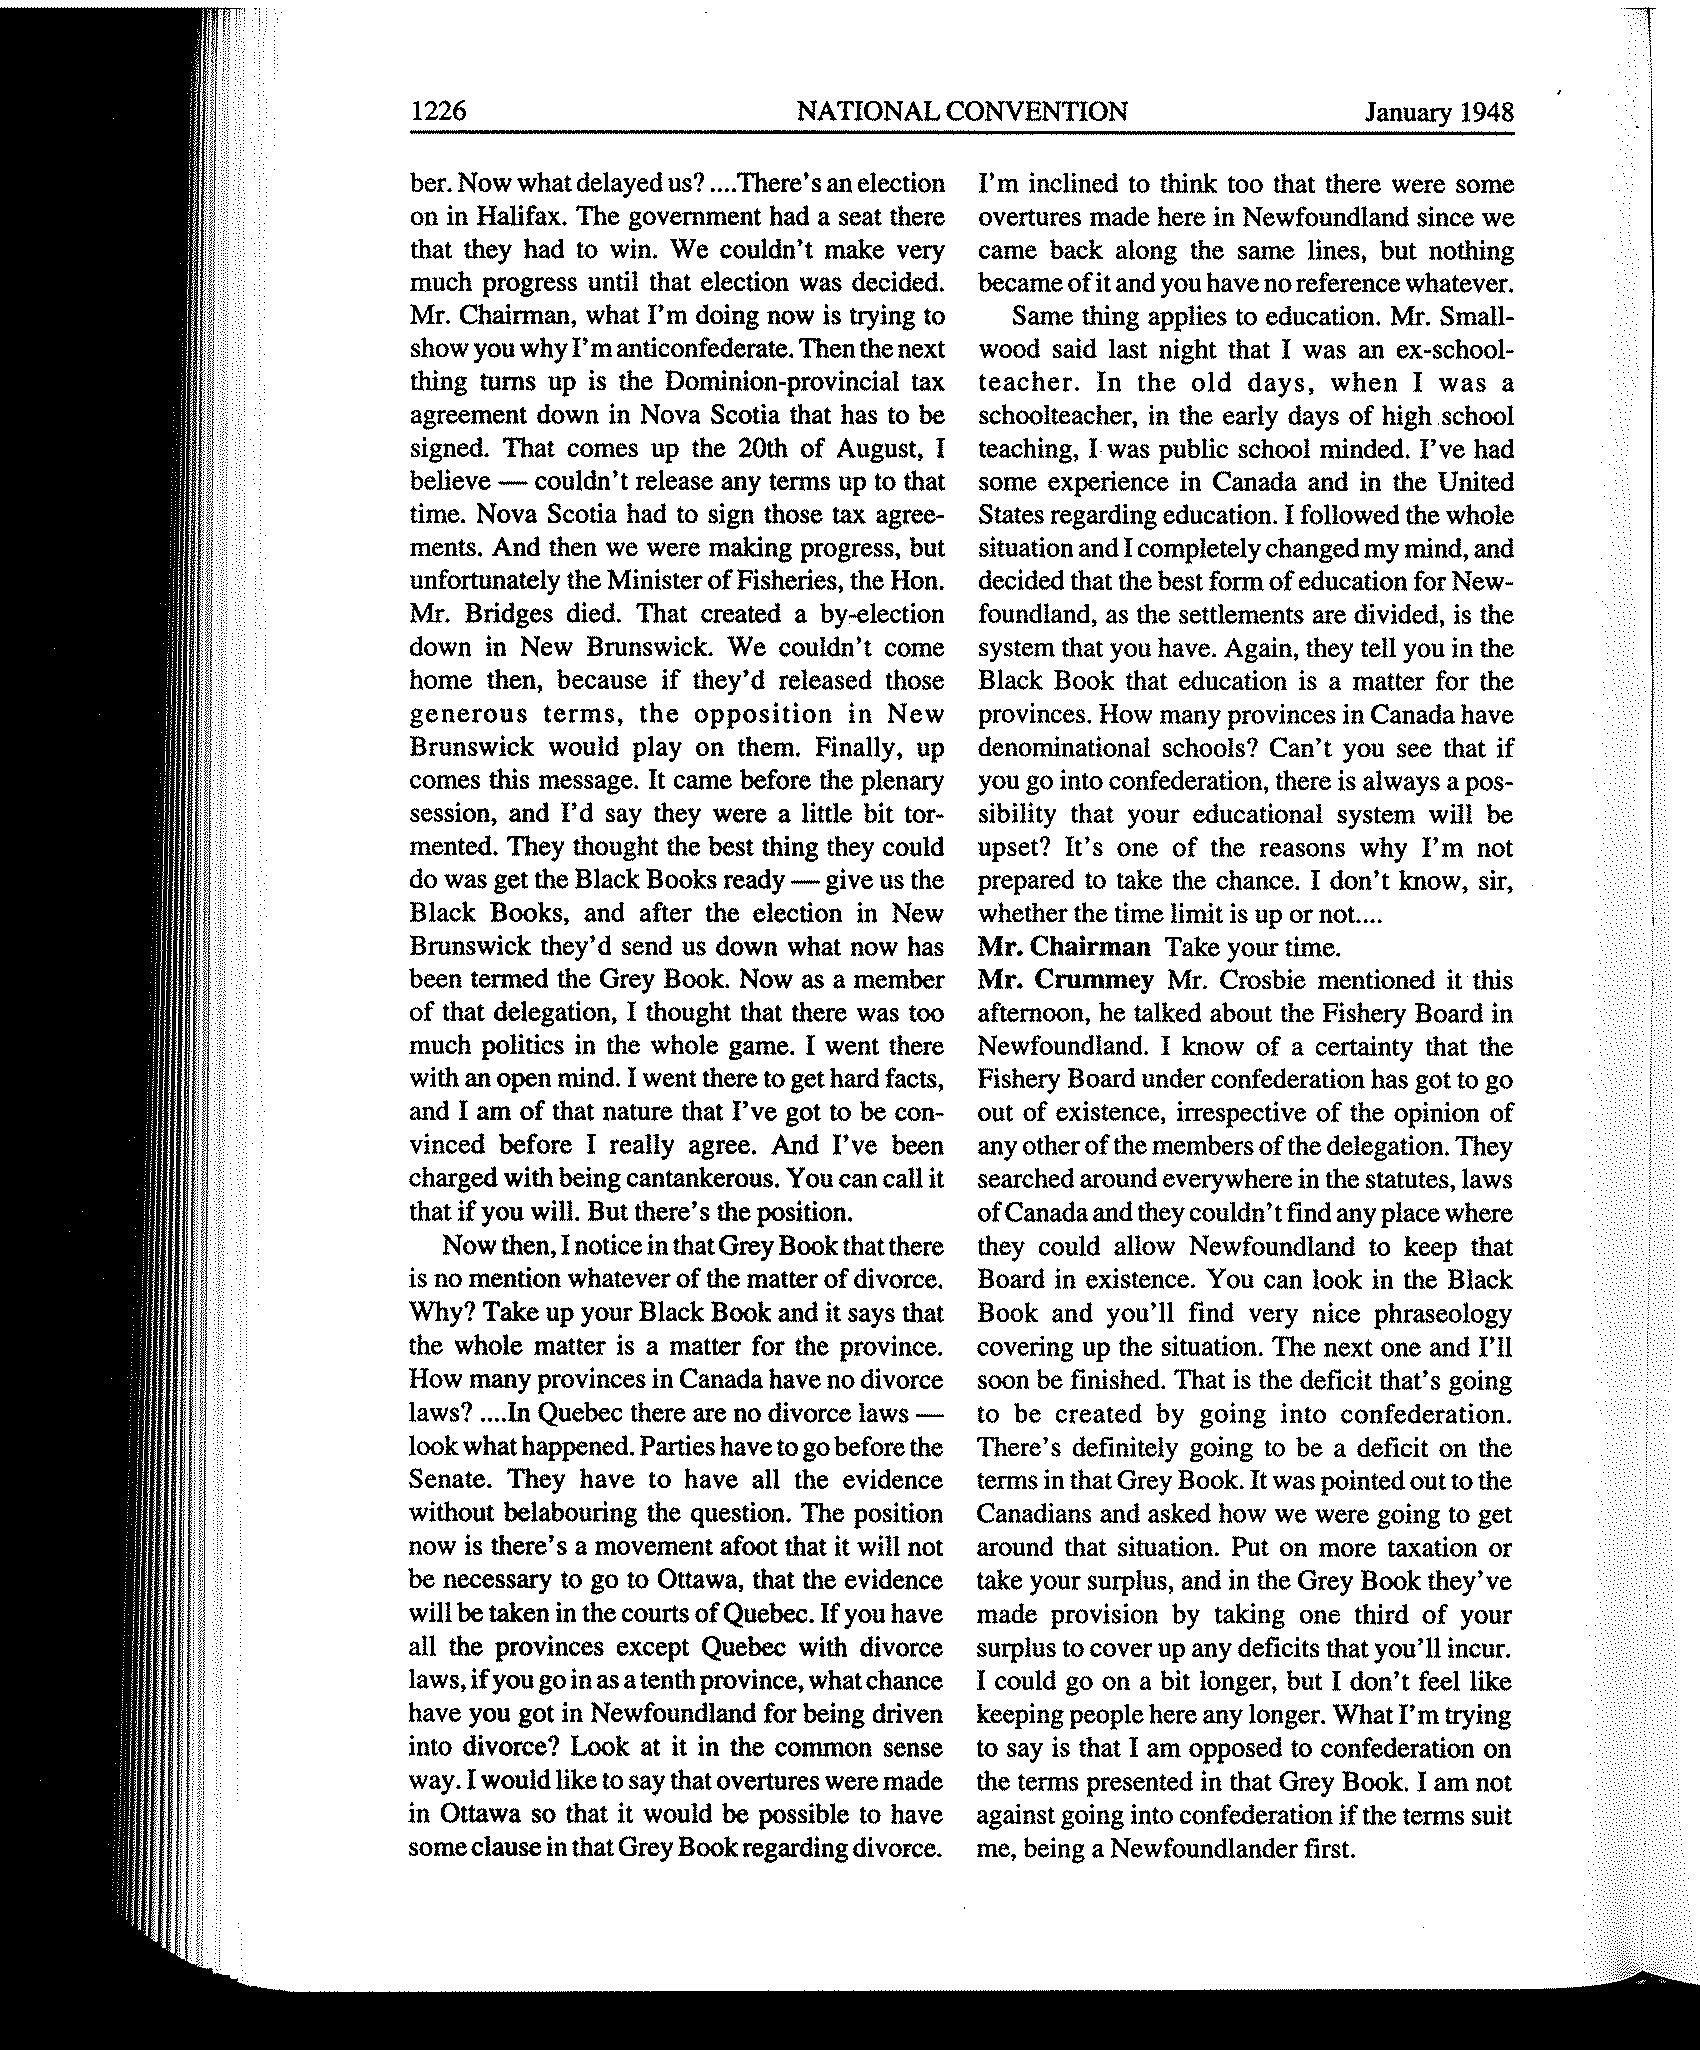 1226 NATIONAL CONVENTION January 1948
ber. Now what delayed us? ....There's an election
on in Halifax. The government had a seat there
that they had to win. We couldn't make very
much progress until that election was decided.
Mr. Chairman, what I'm doing now is trying to
show you why I'm anticonfederate. Then the next
thing turns up is the Dominion-provincial tax
agreement down in Nova Scotia that has to be
signed. That comes up the 20th of August, I
believe — couldn't release any terms up to that
time. Nova Scotia had to sign those tax agree-
ments. And then we were making progress, but
unfortunately the Minister of Fisheries, the Hon.
Mr. Bridges died. That created a by-election
down in New Brunswick. We couldn't come
home then, because if they'd released those
generous terms, the opposition in New
Brunswick would play on them. Finally, up
comes this message. It came before the plenary
session, and I'd say they were a little bit tor-
mented. They thought the best thing they could
do was get the Black Books ready — give us the
Black Books, and after the election in New
Brunswick they'd send us down what now has
been termed the Grey Book. Now as a member
of that delegation, I thought that there was too
much politics in the whole game. I went there
with an open mind. I went there to get hard facts,
and I am of that nature that I've got to be con-
vinced before I really agree. And I've been
charged with being cantankerous. You can call it
that if you will. But there's the position.
Now then, I notice in that Grey Book that there
is no mention whatever of the matter of divorce.
Why? Take up your Black Book and it says that
the whole matter is a matter for the province.
How many provinces in Canada have no divorce
laws? ....In Quebec there are no divorce laws —
look what happened. Parties have to go before the
Senate. They have to have all the evidence
without belabouring the question. The position
now is there's a movement afoot that it will not
be necessary to go to Ottawa, that the evidence
will be taken in the courts of Quebec. If you have
all the provinces except Quebec with divorce
laws, if you go in as a tenth province, what chance
have you got in Newfoundland for being driven
into divorce? Look at it in the common sense
way. I would like to say that overtures were made
in Ottawa so that it would be possible to have
some clause in that Grey Book regarding divorce.
I'm inclined to think too that there were some
overtures made here in Newfoundland since we
came back along the same lines, but nothing
became of it and you have no reference whatever.
Same thing applies to education. Mr. Small-
wood said last night that I was an ex-school-
teacher. In the old days, when I was a
schoolteacher, in the early days of high school
teaching, I was public school minded. I've had
some experience in Canada and in the United
States regarding education. I followed the whole
situation and I completely changed my mind, and
decided that the best form of education for New-
foundland, as the settlements are divided, is the
system that you have. Again, they tell you in the
Black Book that education is a matter for the
provinces. How many provinces in Canada have
denominational schools? Can't you see that if
you go into confederation, there is always a pos-
sibility that your educational system will be
upset? It's one of the reasons why I'm not
prepared to take the chance. I don't know, sir,
whether the time limit is up or not....
Mr. Chairman Take your time.
Mr. Crummey Mr. Crosbie mentioned it this
afternoon, he talked about the Fishery Board in
Newfoundland. I know of a certainty that the
Fishery Board under confederation has got to go
out of existence, irrespective of the opinion of
any other of the members of the delegation. They
searched around everywhere in the statutes, laws
of Canada and they couldn't find any place where
they could allow Newfoundland to keep that
Board in existence. You can look in the Black
Book and you'll find very nice phraseology
covering up the situation. The next one and I'll
soon be finished. That is the deficit that's going
to be created by going into confederation.
There's definitely going to be a deficit on the
terms in that Grey Book. It was pointed out to the
Canadians and asked how we were going to get
around that situation. Put on more taxation or
take your surplus, and in the Grey Book they've
made provision by taking one third of your
surplus to cover up any deficits that you'll incur.
I could go on a bit longer, but I don't feel like
keeping people here any longer. What I'm trying
to say is that I am opposed to confederation on
the terms presented in that Grey Book. I am not
against going into confederation if the terms suit
me, being a Newfoundlander first.